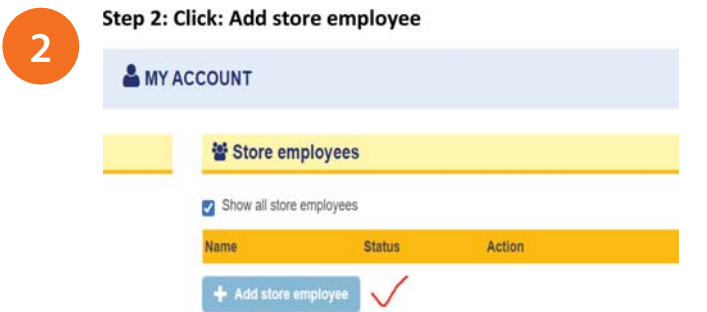 2
Step 2: Click: Add store employee
MY ACCOUNT
Store employees
Show all store employees
Name Status Action
Add store employee